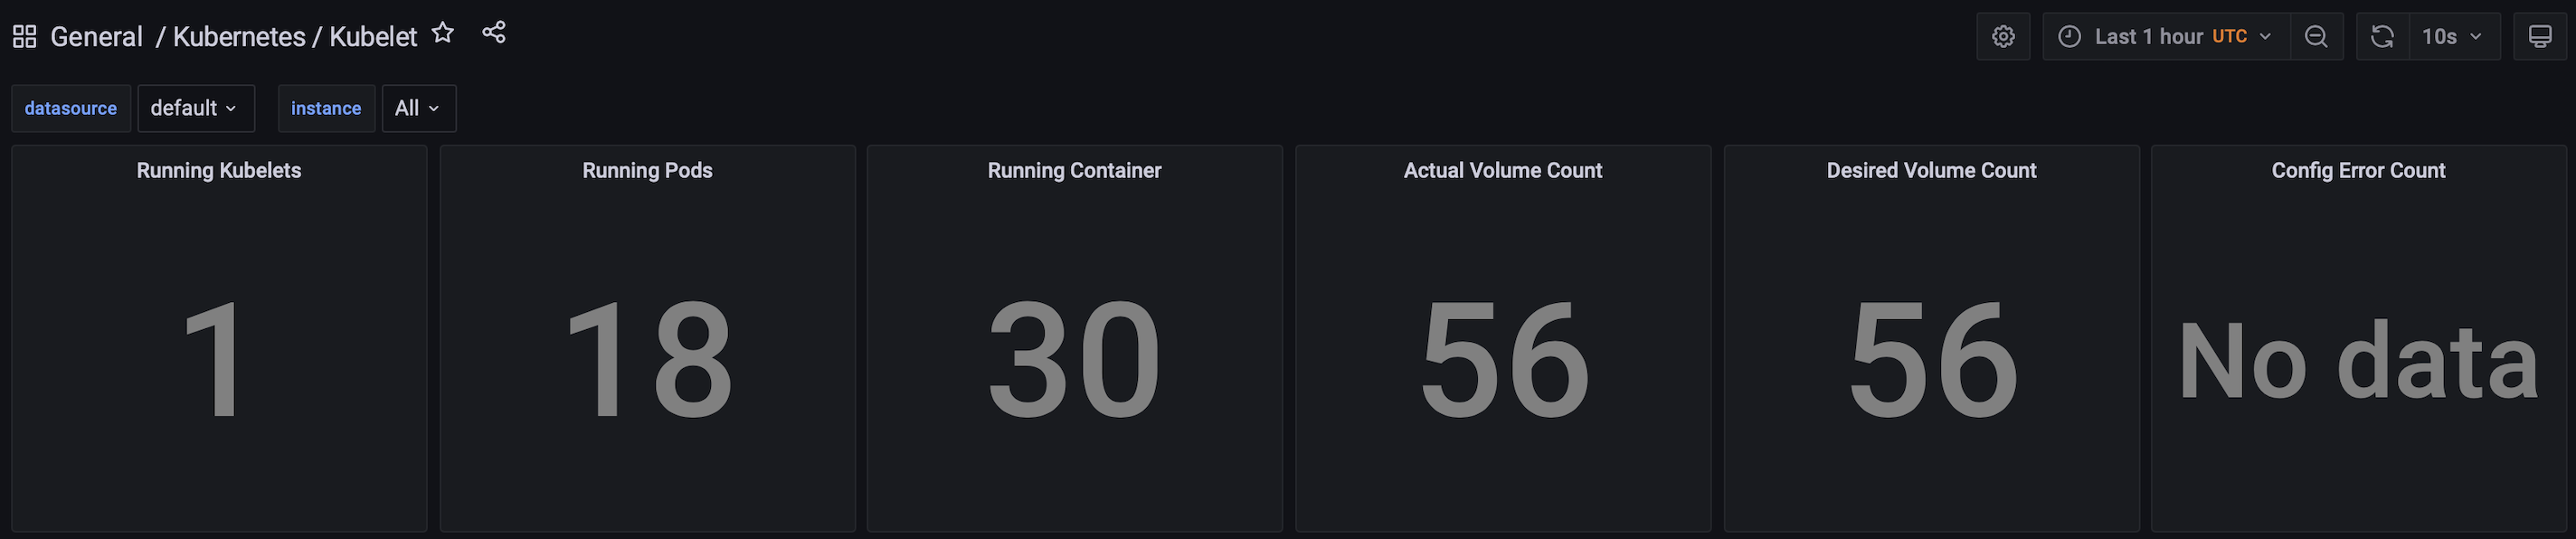 General / Kubernetes / Kubelet
Last 1 hour UTC
10s
datasource default instance All
Running Kubelets
1
Running Pods
18
Running Container
30
Actual Volume Count
56
Desired Volume Count
56
Config Error Count
No data